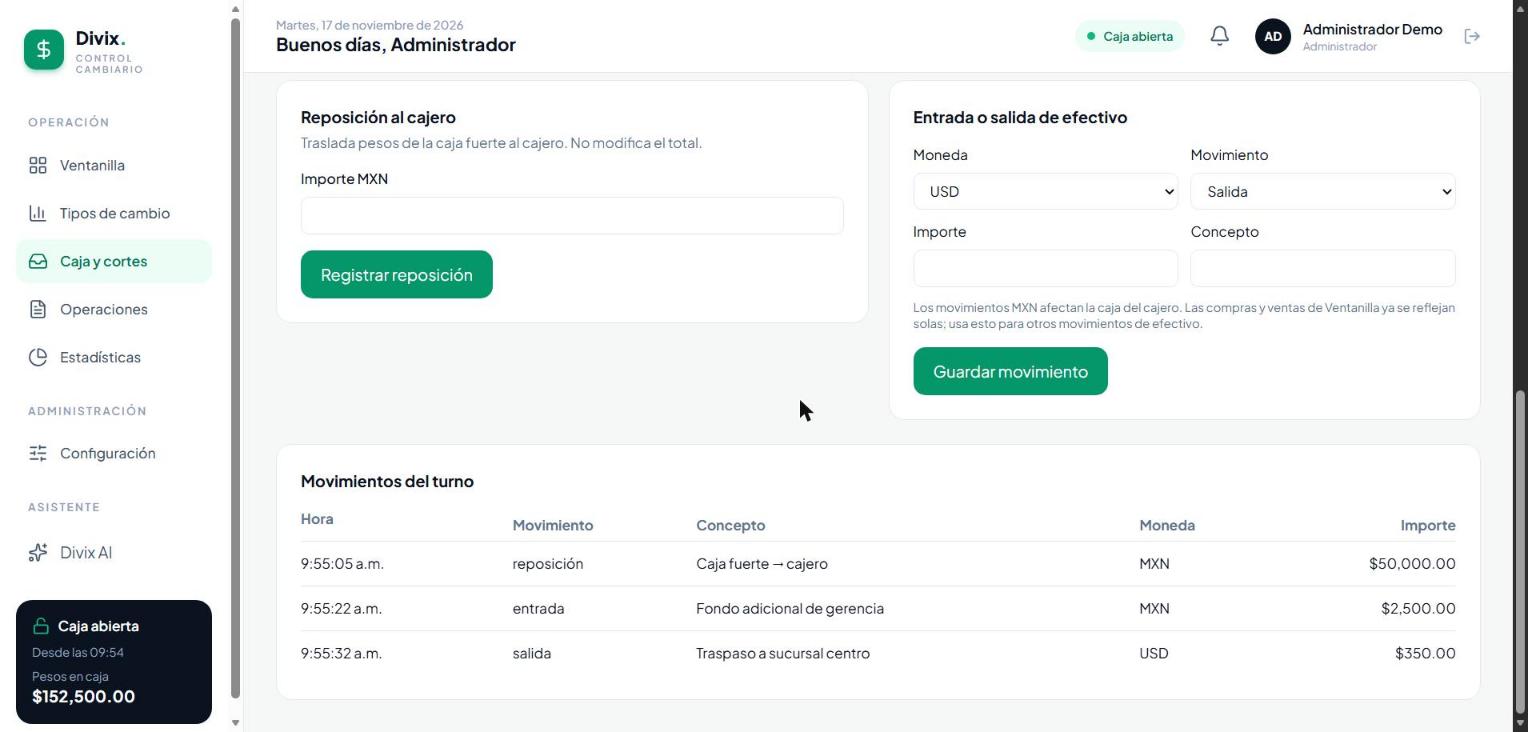 Divix.
CONTROL
CAMBIARIO
OPERACIÓN
Ventanilla
Tipos de cambio
Caja y cortes
Operaciones
Estadísticas
ADMINISTRACIÓN
Configuración
ASISTENTE
Divix AI
Caja abierta
Desde las 09:54
Pesos en caja
$152,500.00
Martes, 17 de noviembre de 2026
Buenos días, Administrador
Caja abierta
AD
Administrador Demo
Administrador
Reposición al cajero
Traslada pesos de la caja fuerte al cajero. No modifica el total.
Importe MXN
Registrar reposición
Entrada o salida de efectivo
Moneda Movimiento
USD Salida
Importe Concepto
Los movimientos MXN afectan la caja del cajero. Las compras y ventas de Ventanilla ya se reflejan
solas; usa esto para otros movimientos de efectivo.
Guardar movimiento
Movimientos del turno
Hora Movimiento Concepto Moneda Importe
9:55:05 a.m. reposición Caja fuerte → cajero MXN $50,000.00
9:55:22 a.m. entrada Fondo adicional de gerencia MXN $2,500.00
9:55:32 a.m. salida Traspaso a sucursal centro USD $350.00